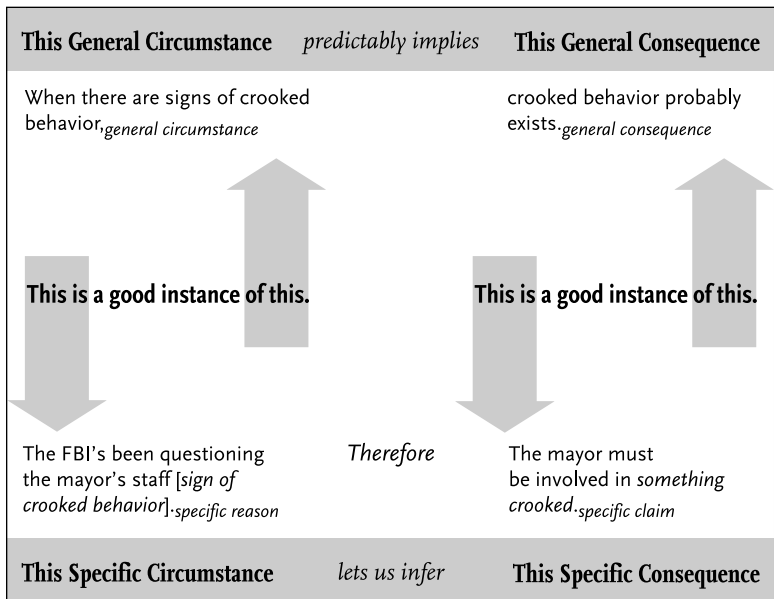 This General Circumstance predictably implies This General Consequence
When there are signs of crooked
behavior,general circumstance
crooked behavior probably
exists.general consequence
This is a good instance of this.
This is a good instance of this.
The FBI's been questioning
the mayor's staff [sign of
crooked behavior].specific reason
Therefore
The mayor must
be involved in something
crooked.specific claim
This Specific Circumstance lets us infer This Specific Consequence